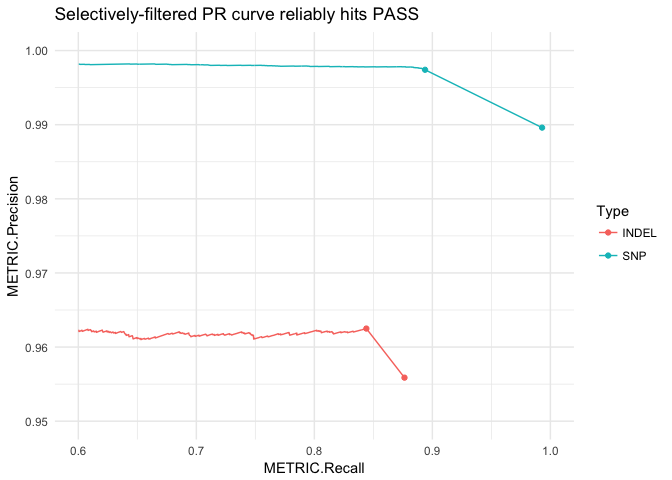 Selectively-filtered PR curve reliably hits PASS
1.00
0.99
0.98
0.97
0.96
0.95
METRIC.Precision
0.6
0.7
0.8
0.9
1.0
METRIC.Recall
Type
INDEL
SNP